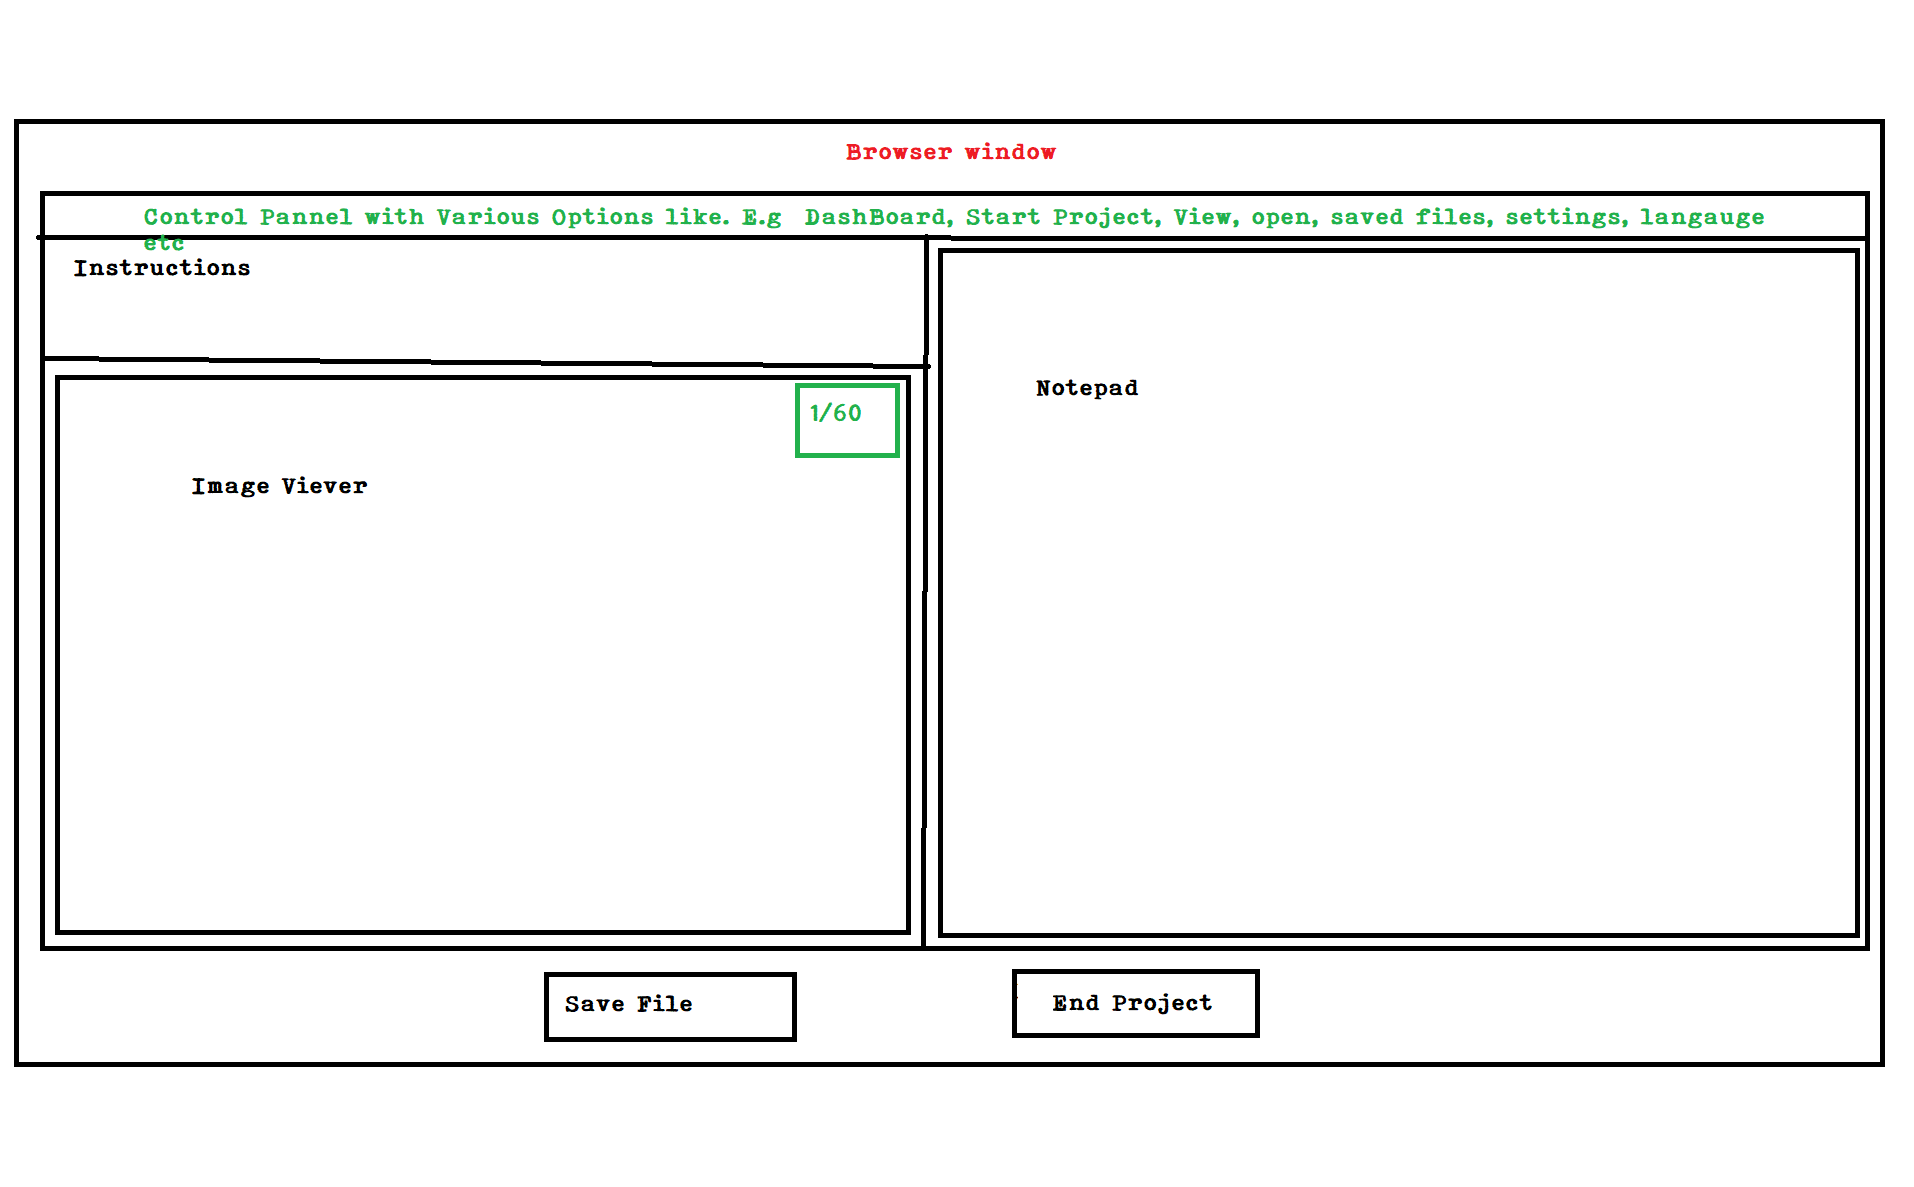 Browser window
Control Pannel with Various Options like. E.g DashBoard, Start Project, View, open, saved files, settings, langauge
etc
Instructions
1/60
Image Viever
Notepad
Save File
End Project